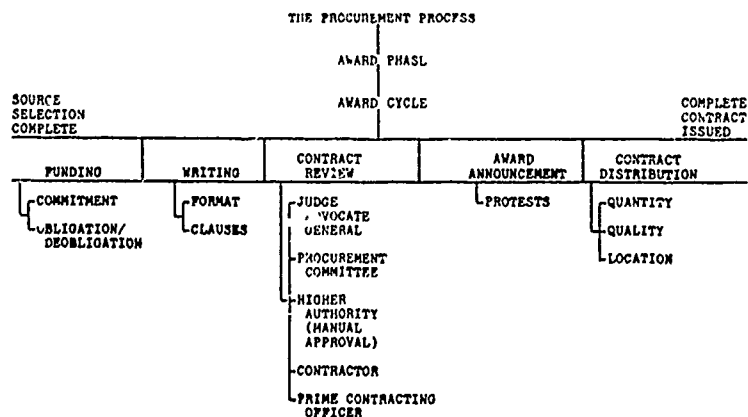 THE PROCUREMENT PROCESS
AWARD PHASE
AWARD CYCLE
SOURCE
SELECTION
COMPLETE
COMPLETE
CONTRACT
ISSUED
FUNDING
WRITING
CONTRACT
REVIEW
AWARD
ANNOUNCEMENT
CONTRACT
DISTRIBUTION
COMMITMENT
OBLIGATION/
DEOBLIGATION
FORMAT
CLAUSES
JUDGE
ADVOCATE
GENERAL
PROCUREMENT
COMMITTEE
HIGHER
AUTHORITY
(MANUAL
APPROVAL)
CONTRACTOR
PRIME CONTRACTING
OFFICER
PROTESTS
QUANTITY
QUALITY
LOCATION